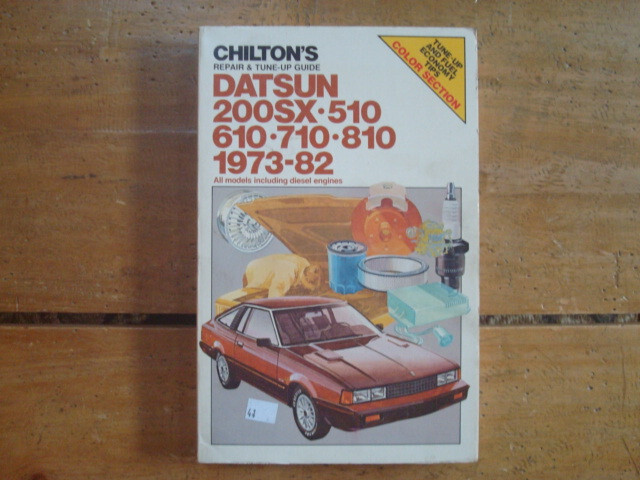 CHILTON'S
REPAIR & TUNE-UP GUIDE
DATSUN
200SX•510
610•710•810
1973-82
All models including diesel engines
TUNE-UP
AND FUEL
ECONOMY
TIPS
COLOR SECTION